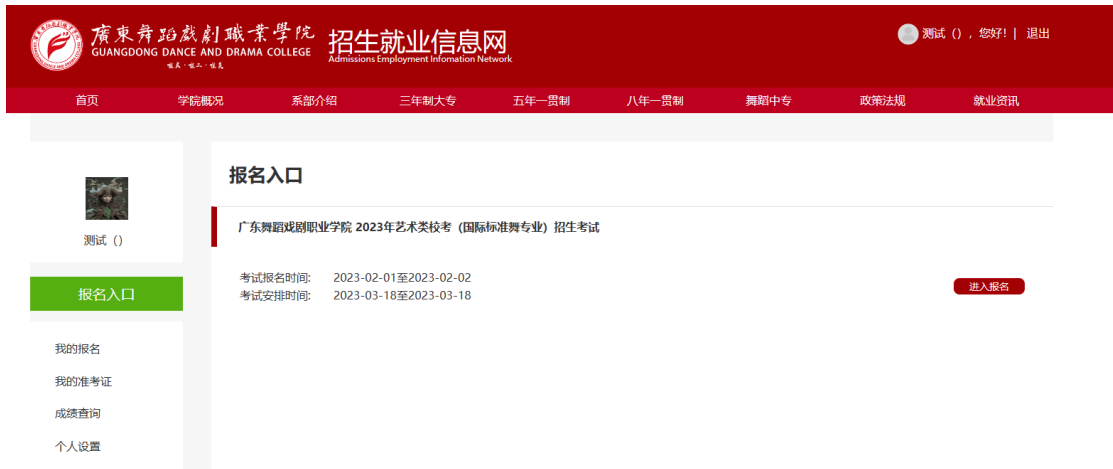 廣東舞蹈戲劇職業學院
GUANGDONG DANCE AND DRAMA COLLEGE
招生就业信息网
Admissions Employment Infomation Network
测试（），您好! | 退出
首页 学院概况 系部介绍 三年制大专 五年一贯制 八年一贯制 舞蹈中专 政策法规 就业资讯
测试（）
报名入口
我的报名
我的准考证
成绩查询
个人设置
报名入口
广东舞蹈戏剧职业学院 2023年艺术类校考（国际标准舞专业）招生考试
考试报名时间: 2023-02-01至2023-02-02
考试安排时间: 2023-03-18至2023-03-18
进入报名